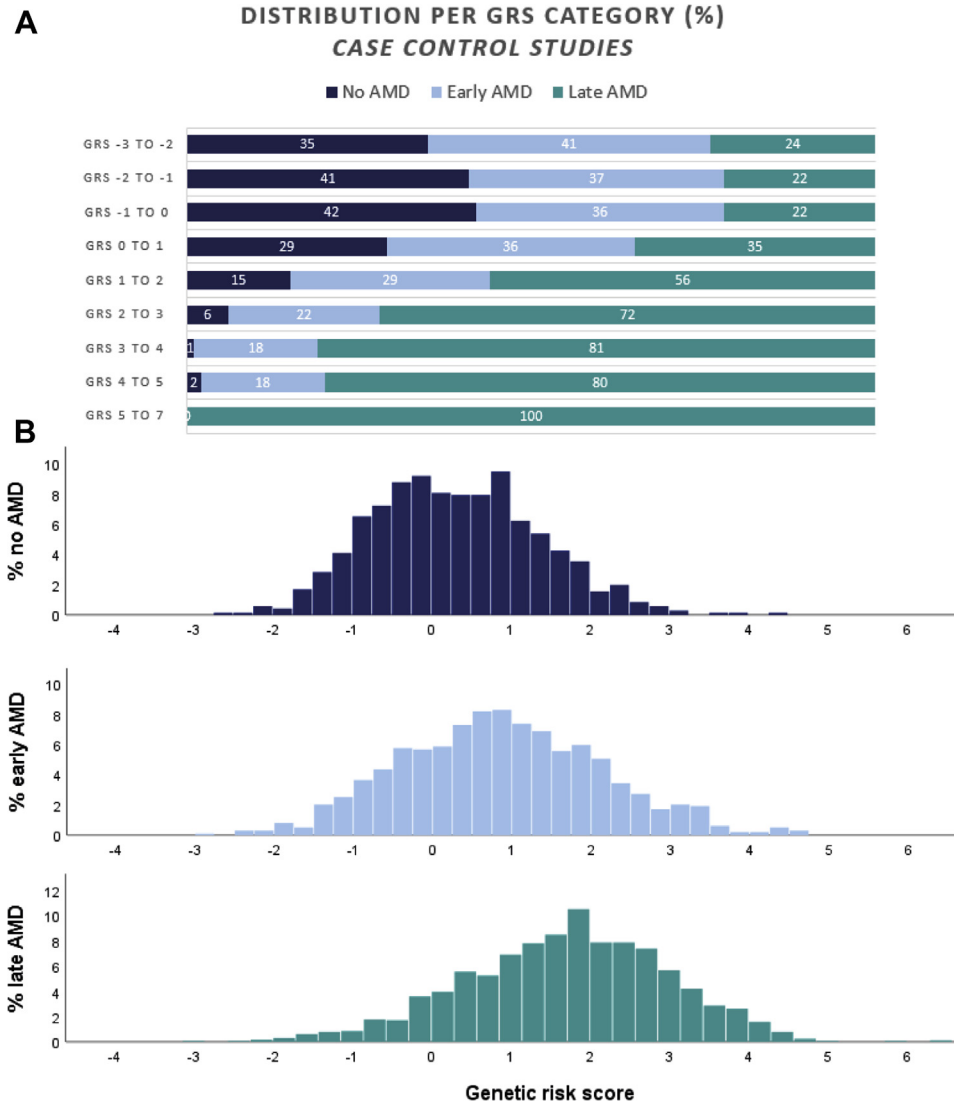 A
DISTRIBUTION PER GRS CATEGORY (%)
CASE CONTROL STUDIES
No AMD Early AMD Late AMD
GRS -3 TO -2 35 41 24
GRS -2 TO -1 41 37 22
GRS -1 TO 0 42 36 22
GRS 0 TO 1 29 36 35
GRS 1 TO 2 15 29 56
GRS 2 TO 3 6 22 72
GRS 3 TO 4 1 18 81
GRS 4 TO 5 2 18 80
GRS 5 TO 7 0 100
B
% no AMD
10
8
6
4
2
0
-4 -3 -2 -1 0 1 2 3 4 5 6
% early AMD
10
8
6
4
2
0
-4 -3 -2 -1 0 1 2 3 4 5 6
% late AMD
12
10
8
6
4
2
0
-4 -3 -2 -1 0 1 2 3 4 5 6
Genetic risk score